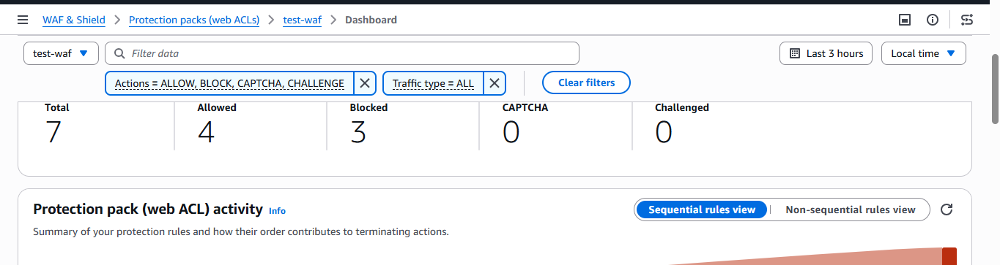 WAF & Shield > Protection packs (web ACLs) > test-waf > Dashboard
test-waf Filter data Last 3 hours Local time
Actions = ALLOW, BLOCK, CAPTCHA, CHALLENGE Traffic type = ALL Clear filters
Total Allowed Blocked CAPTCHA Challenged
7 4 3 0 0
Protection pack (web ACL) activity Info Sequential rules view Non-sequential rules view
Summary of your protection rules and how their order contributes to terminating actions.